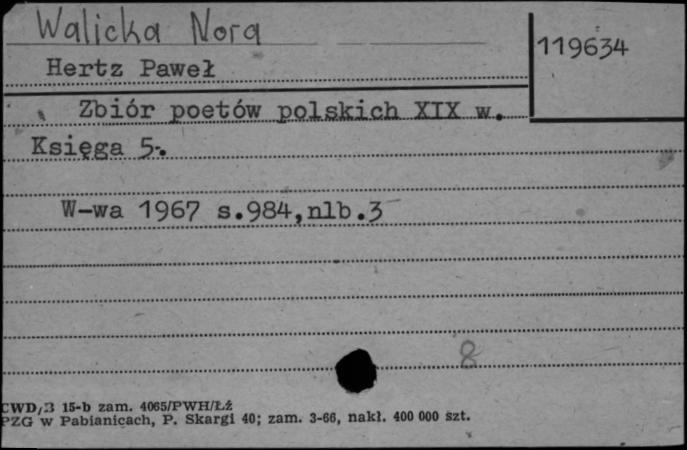 Walicka Nora
119634
Hertz Paweł
Zbiór poetów polskich XIX w.
Księga 5.
W-wa 1967 s.984,nlb.3
8
CWD/3 15-b zam. 4065/PWH/Łź
PZG w Pabianicach, P. Skargi 40; zam. 3-66, nakł. 400 000 szt.